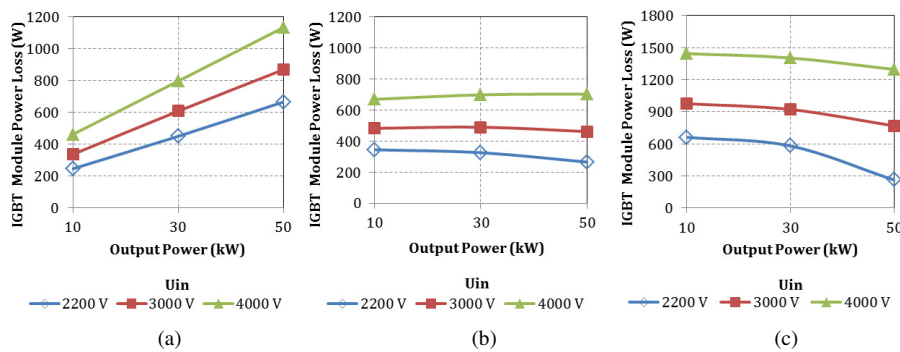 IGBT Module Power Loss (W)
1200
1000
800
600
400
200
0
10 30 50
Output Power (kW)
Uin
2200 V 3000 V 4000 V
(a)
IGBT Module Power Loss (W)
1200
1000
800
600
400
200
0
10 30 50
Output Power (kW)
Uin
2200 V 3000 V 4000 V
(b)
IGBT Module Power Loss (W)
1800
1500
1200
900
600
300
0
10 30 50
Output Power (kW)
Uin
2200 V 3000 V 4000 V
(c)